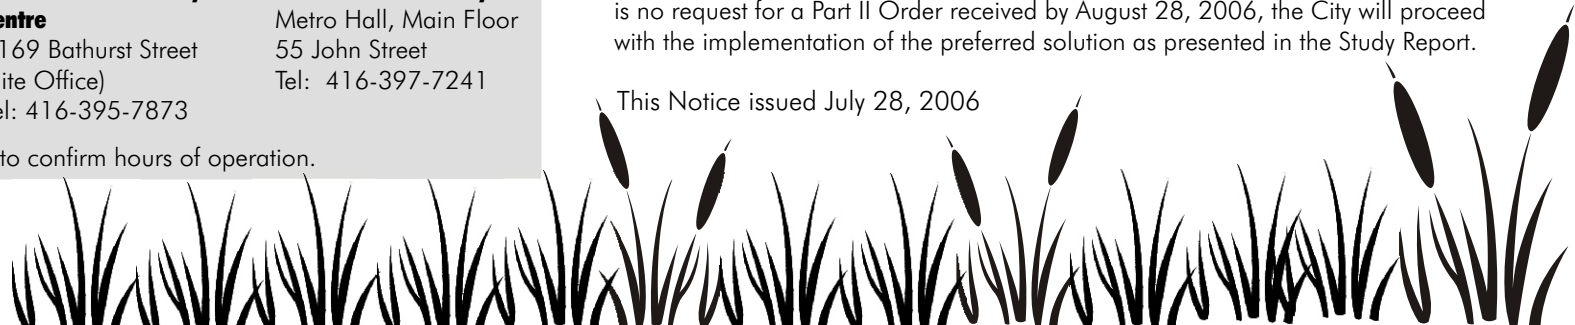 Metro Hall, Main Floor
169 Bathurst Street
55 John Street
Office)
Tel: 416-397-7241
416-395-7873
to confirm hours of operation.
is no request for a Part II Order received by August 28, 2006, the City will proceed
with the implementation of the preferred solution as presented in the Study Report.
This Notice issued July 28, 2006